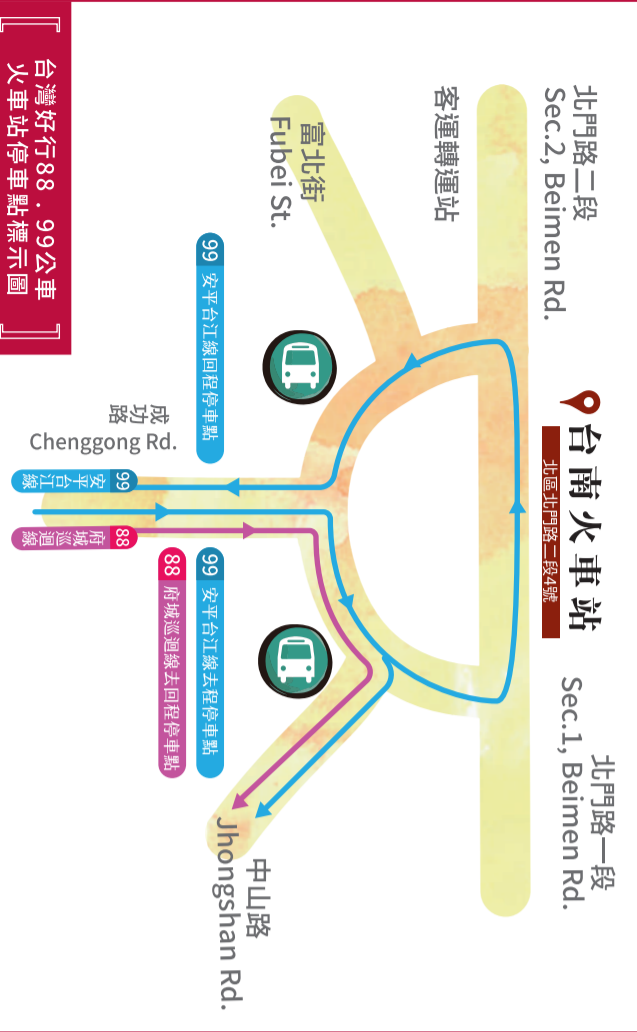 台灣好行88．99公車
火車站停車點標示圖
北門路二段
Sec.2, Beimen Rd.
客運轉運站
富北街
Fubei St.
台南火車站
北區北門路二段4號
北門路一段
Sec.1, Beimen Rd.
99 安平台江線回程停車點
99 安平台江線去程停車點
88 府城巡迴線去回程停車點
成功路
Chenggong Rd.
99 安平台江線
88 府城巡迴線
中山路
Jhongshan Rd.